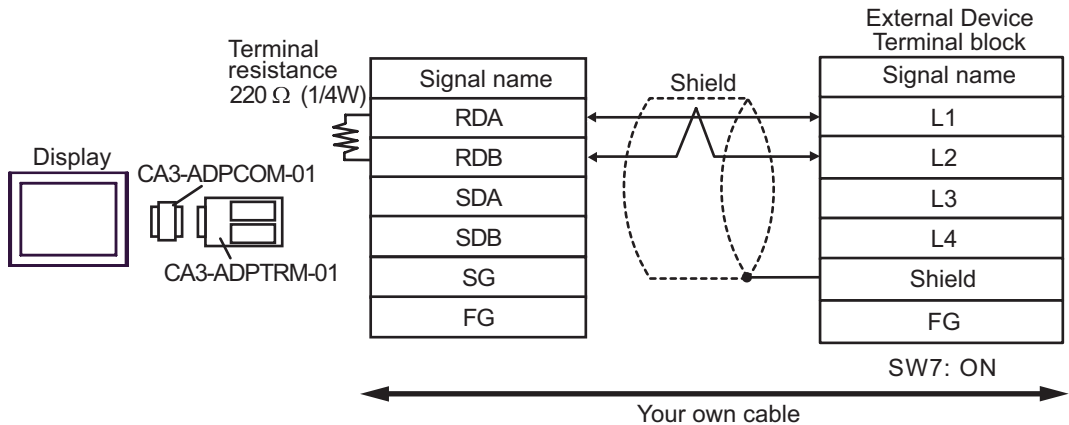 External Device
Terminal block
Terminal
resistance
220 Ω (1/4W)
Signal name
RDA
RDB
SDA
SDB
SG
FG
Shield
Signal name
L1
L2
L3
L4
Shield
FG
Display
CA3-ADPCOM-01
CA3-ADPTRM-01
SW7: ON
Your own cable